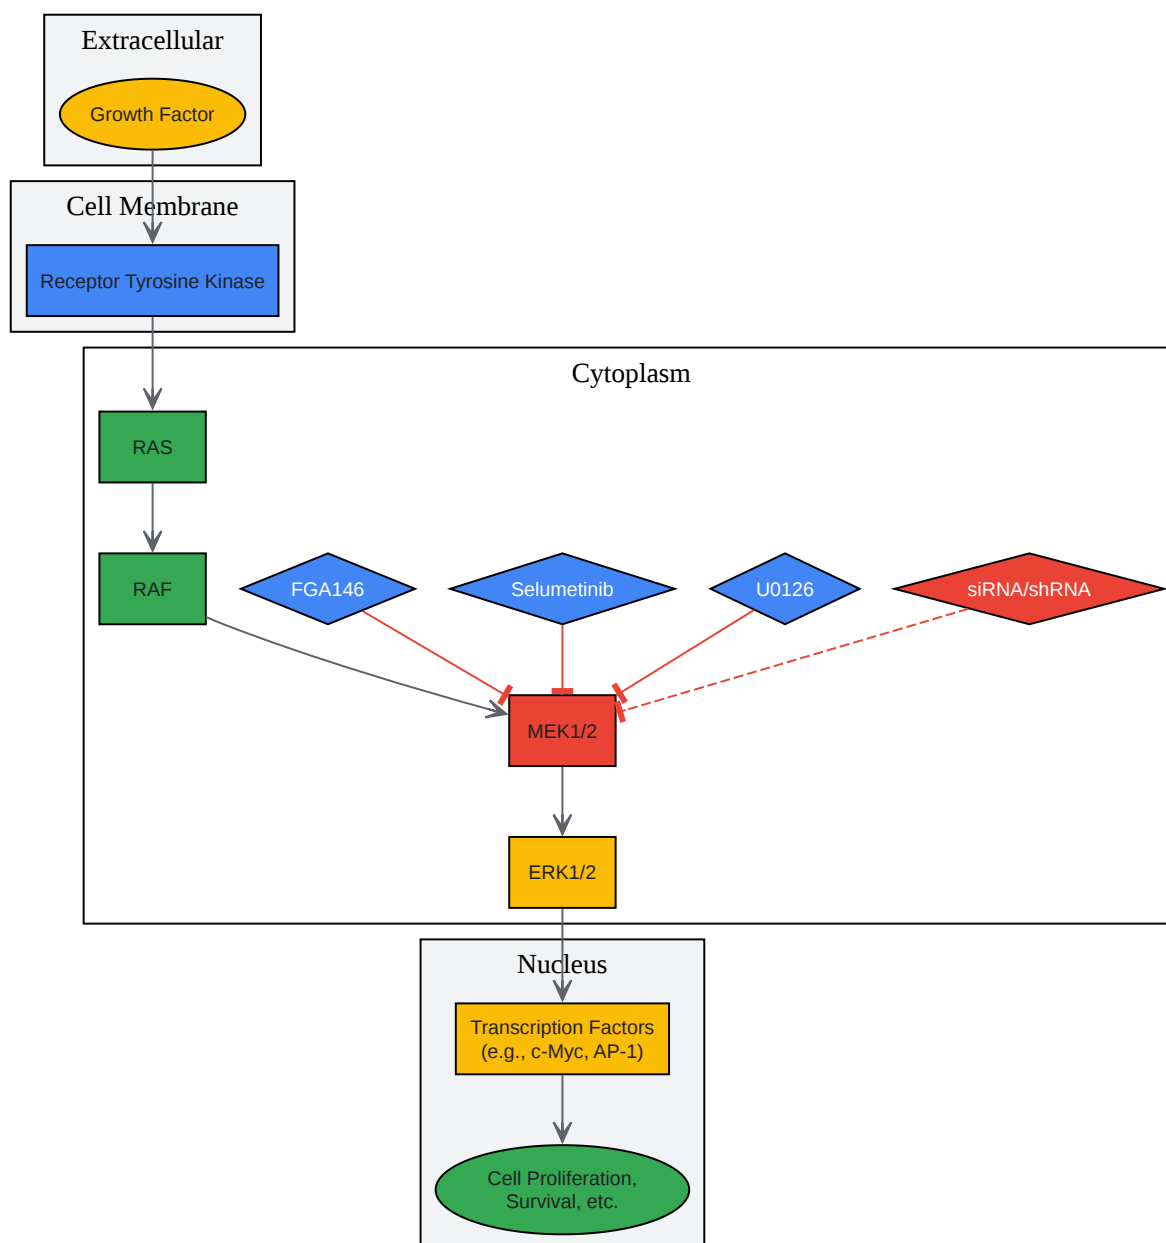 Extracellular
Growth Factor
Cell Membrane
Receptor Tyrosine Kinase
Cytoplasm
RAS
RAF
FGA146
Selumetinib
U0126
siRNA/shRNA
MEK1/2
ERK1/2
Nucleus
Transcription Factors
(e.g., c-Myc, AP-1)
Cell Proliferation,
Survival, etc.